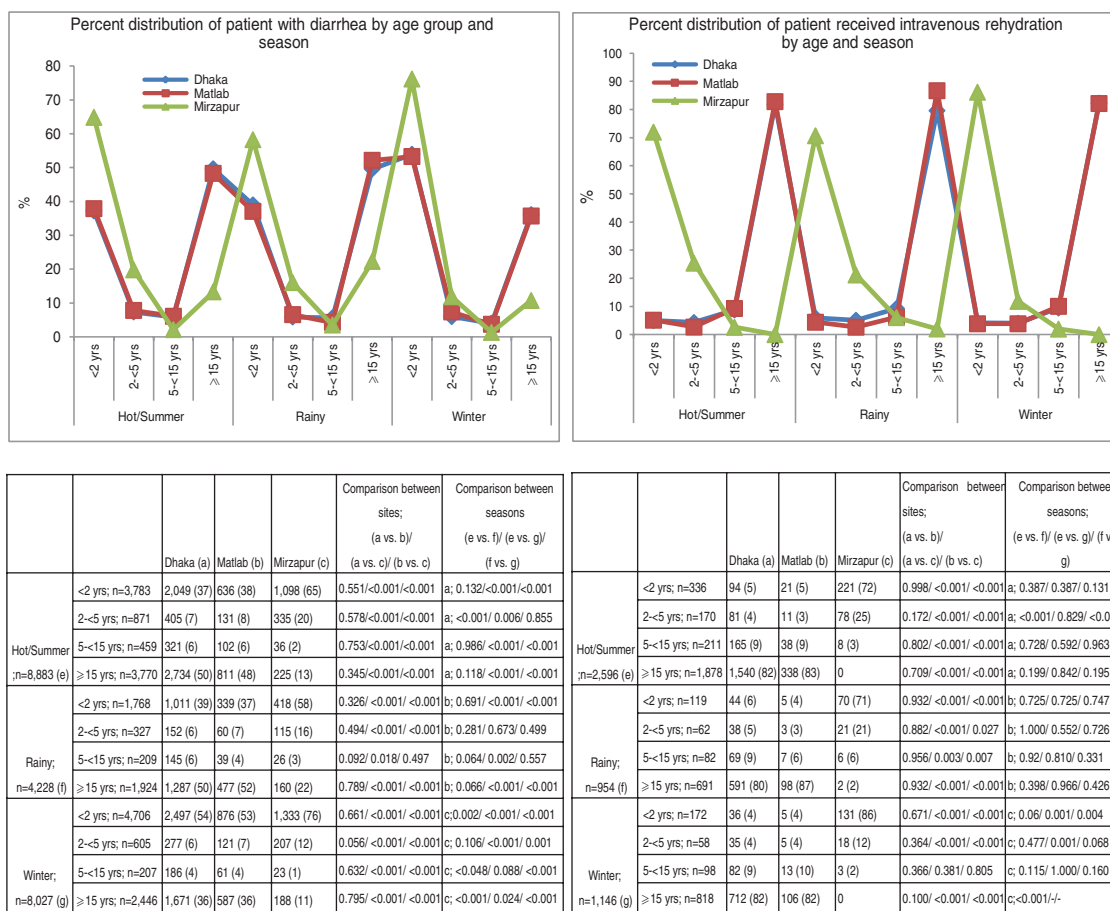 Percent distribution of patient with diarrhea by age group and
season
80
70
60
50
40
30
20
10
0
%
Dhaka
Matlab
Mirzapur
<2 yrs
2-<5 yrs
5-<15 yrs
⩾ 15 yrs
<2 yrs
2-<5 yrs
5-<15 yrs
⩾ 15 yrs
<2 yrs
2-<5 yrs
5-<15 yrs
⩾ 15 yrs
Hot/Summer Rainy Winter
Percent distribution of patient received intravenous rehydration
by age and season
100
90
80
70
60
50
40
30
20
10
0
%
Dhaka
Matlab
Mirzapur
<2 yrs
2-<5 yrs
5-<15 yrs
⩾ 15 yrs
<2 yrs
2-<5 yrs
5-<15 yrs
⩾ 15 yrs
<2 yrs
2-<5 yrs
5-<15 yrs
⩾ 15 yrs
Hot/Summer Rainy Winter
Comparison between Comparison between
sites; seasons
(a vs. b)/ (e vs. f)/ (e vs. g)/
Dhaka (a) Matlab (b) Mirzapur (c) (a vs. c)/ (b vs. c) (f vs. g)
<2 yrs; n=3,783 2,049 (37) 636 (38) 1,098 (65) 0.551/<0.001/<0.001 a; 0.132/<0.001/<0.001
2-<5 yrs; n=871 405 (7) 131 (8) 335 (20) 0.578/<0.001/<0.001 a; <0.001/ 0.006/ 0.855
Hot/Summer 5-<15 yrs; n=459 321 (6) 102 (6) 36 (2) 0.753/<0.001/<0.001 a; 0.986/ <0.001/ <0.001
;n=8,883 (e) ⩾15 yrs; n=3,770 2,734 (50) 811 (48) 225 (13) 0.345/<0.001/<0.001 a; 0.118/ <0.001/ <0.001
<2 yrs; n=1,768 1,011 (39) 339 (37) 418 (58) 0.326/ <0.001/ <0.001 b; 0.691/ <0.001/ <0.001
2-<5 yrs; n=327 152 (6) 60 (7) 115 (16) 0.494/ <0.001/ <0.001 b; 0.281/ 0.673/ 0.499
Rainy; 5-<15 yrs; n=209 145 (6) 39 (4) 26 (3) 0.092/ 0.018/ 0.497 b; 0.064/ 0.002/ 0.557
n=4,228 (f) ⩾15 yrs; n=1,924 1,287 (50) 477 (52) 160 (22) 0.789/ <0.001/ <0.001 b; 0.066/ <0.001/ <0.001
<2 yrs; n=4,706 2,497 (54) 876 (53) 1,333 (76) 0.661/ <0.001/ <0.001 c;0.002/ <0.001/ <0.001
2-<5 yrs; n=605 277 (6) 121 (7) 207 (12) 0.056/ <0.001/ <0.001 c; 0.106/ <0.001/ 0.001
Winter; 5-<15 yrs; n=207 186 (4) 61 (4) 23 (1) 0.632/ <0.001/ <0.001 c; <0.048/ 0.088/ <0.001
n=8,027 (g) ⩾15 yrs; n=2,446 1,671 (36) 587 (36) 188 (11) 0.795/ <0.001/ <0.001 c; <0.001/ 0.024/ <0.001
Comparison between Comparison betwee
sites; seasons;
(a vs. b)/ (e vs. f)/ (e vs. g)/ (f v
Dhaka (a) Matlab (b) Mirzapur (c) (a vs. c)/ (b vs. c) g)
<2 yrs; n=336 94 (5) 21 (5) 221 (72) 0.998/ <0.001/ <0.001 a; 0.387/ 0.387/ 0.131
2-<5 yrs; n=170 81 (4) 11 (3) 78 (25) 0.172/ <0.001/ <0.001 a; <0.001/ 0.829/ <0.0
Hot/Summer 5-<15 yrs; n=211 165 (9) 38 (9) 8 (3) 0.802/ <0.001/ <0.001 a; 0.728/ 0.592/ 0.963
;n=2,596 (e) ⩾15 yrs; n=1,878 1,540 (82) 338 (83) 0 0.709/ <0.001/ <0.001 a; 0.199/ 0.842/ 0.195
<2 yrs; n=119 44 (6) 5 (4) 70 (71) 0.932/ <0.001/ <0.001 b; 0.725/ 0.725/ 0.747
2-<5 yrs; n=62 38 (5) 3 (3) 21 (21) 0.882/ <0.001/ 0.027 b; 1.000/ 0.552/ 0.726
Rainy; 5-<15 yrs; n=82 69 (9) 7 (6) 6 (6) 0.956/ 0.003/ 0.007 b; 0.92/ 0.810/ 0.331
n=954 (f) ⩾15 yrs; n=691 591 (80) 98 (87) 2 (2) 0.932/ <0.001/ <0.001 b; 0.398/ 0.966/ 0.426
<2 yrs; n=172 36 (4) 5 (4) 131 (86) 0.671/ <0.001/ <0.001 c; 0.06/ 0.001/ 0.004
2-<5 yrs; n=58 35 (4) 5 (4) 18 (12) 0.364/ <0.001/ <0.001 c; 0.477/ 0.001/ 0.068
Winter; 5-<15 yrs; n=98 82 (9) 13 (10) 3 (2) 0.366/ 0.381/ 0.805 c; 0.115/ 1.000/ 0.160
n=1,146 (g) ⩾15 yrs; n=818 712 (82) 106 (82) 0 0.100/ <0.001/ <0.001 c;<0.001/-/-